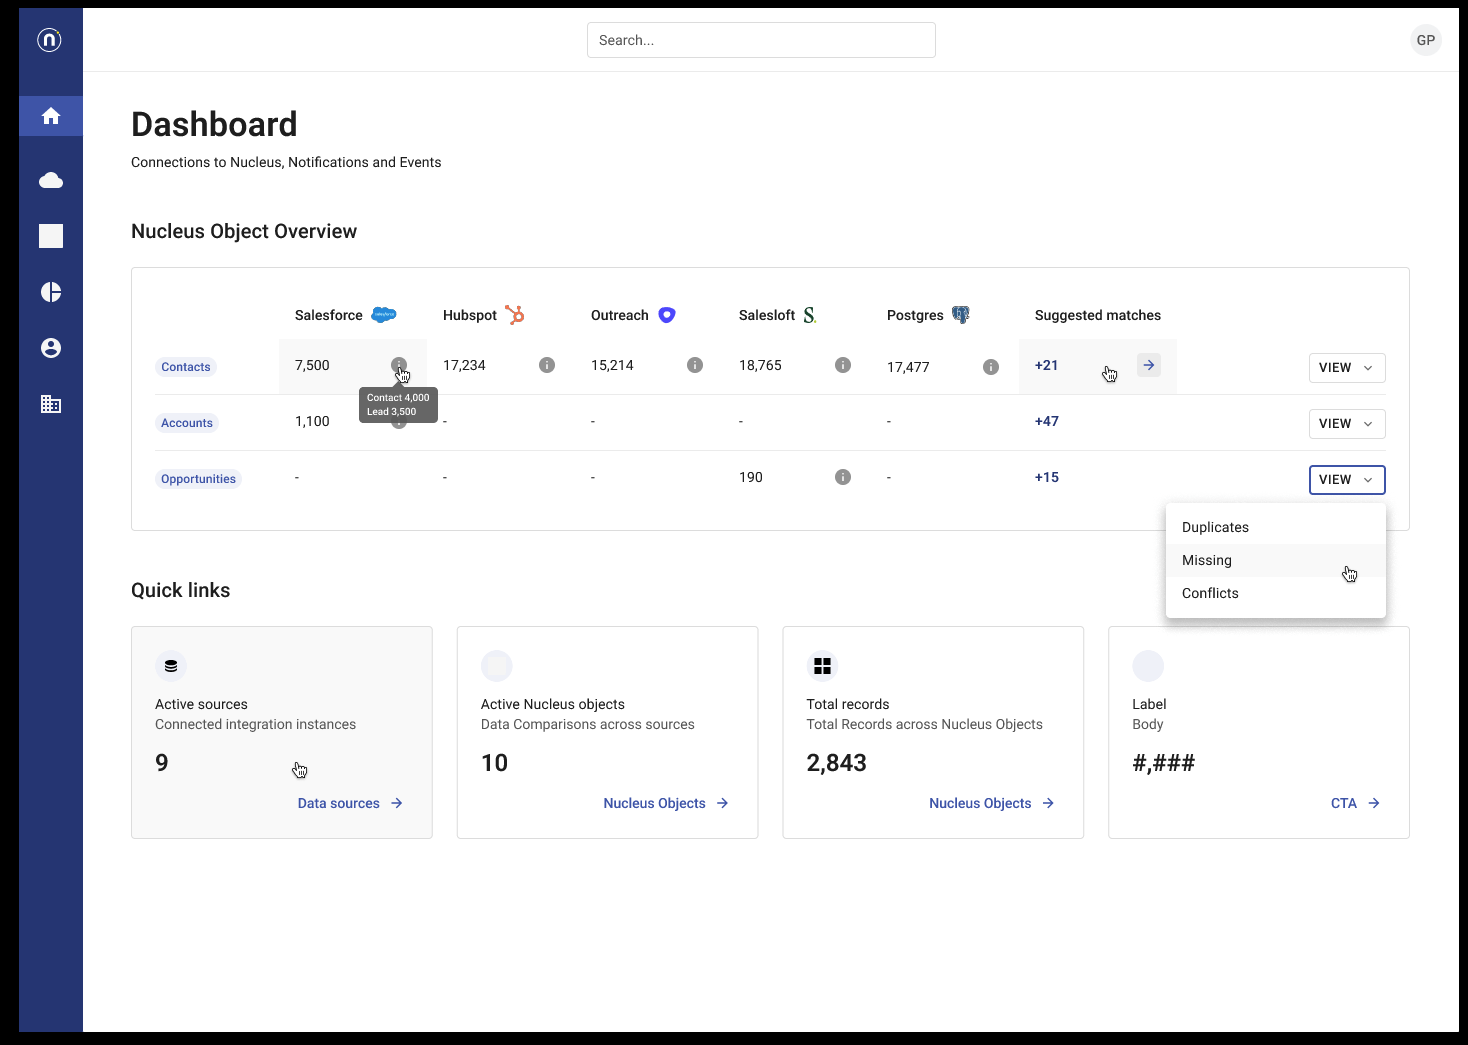 n
Search...
GP
Dashboard
Connections to Nucleus, Notifications and Events
Nucleus Object Overview
Salesforce Hubspot Outreach Salesloft S. Postgres Suggested matches
Contacts 7,500 17,234 15,214 18,765 17,477 +21 VIEW
Contact 4,000
Lead 3,500
Accounts 1,100 - - - - +47 VIEW
Opportunities - - - 190 - +15 VIEW
Duplicates
Missing
Conflicts
Quick links
Active sources
Connected integration instances
9
Data sources
Active Nucleus objects
Data Comparisons across sources
10
Nucleus Objects
Total records
Total Records across Nucleus Objects
2,843
Nucleus Objects
Label
Body
#,###
CTA